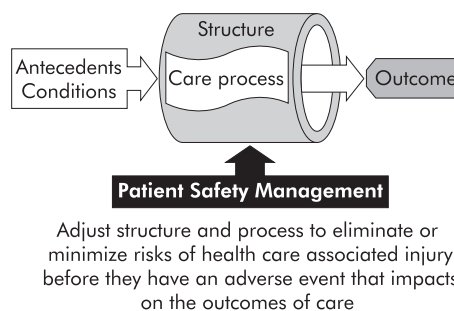 Structure
Antecedents
Conditions
Care process
Outcome
Patient Safety Management
Adjust structure and process to eliminate or
minimize risks of health care associated injury
before they have an adverse event that impacts
on the outcomes of care